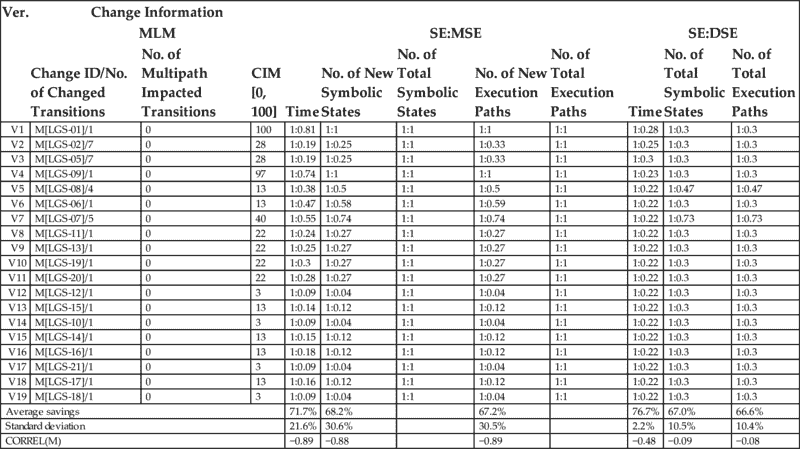 Ver. Change Information
MLM SE:MSE SE:DSE
No. of No. of No. of No. of No. of
Change ID/No. Multipath CIM No. of New Total No. of New Total Total Total
of Changed Impacted [0, Symbolic Symbolic Execution Execution Symbolic Execution
Transitions Transitions 100] Time States States Paths Paths Time States Paths
V1 M[LGS-01]/1 0 100 1:0.81 1:1 1:1 1:1 1:1 1:0.28 1:0.3 1:0.3
V2 M[LGS-02]/7 0 28 1:0.19 1:0.25 1:1 1:0.33 1:1 1:0.25 1:0.3 1:0.3
V3 M[LGS-05]/7 0 28 1:0.19 1:0.25 1:1 1:0.33 1:1 1:0.3 1:0.3 1:0.3
V4 M[LGS-09]/1 0 97 1:0.74 1:1 1:1 1:1 1:1 1:0.23 1:0.3 1:0.3
V5 M[LGS-08]/4 0 13 1:0.38 1:0.5 1:1 1:0.5 1:1 1:0.22 1:0.47 1:0.47
V6 M[LGS-06]/1 0 13 1:0.47 1:0.58 1:1 1:0.59 1:1 1:0.22 1:0.3 1:0.3
V7 M[LGS-07]/5 0 40 1:0.55 1:0.74 1:1 1:0.74 1:1 1:0.22 1:0.73 1:0.73
V8 M[LGS-11]/1 0 22 1:0.24 1:0.27 1:1 1:0.27 1:1 1:0.22 1:0.3 1:0.3
V9 M[LGS-13]/1 0 22 1:0.25 1:0.27 1:1 1:0.27 1:1 1:0.22 1:0.3 1:0.3
V10 M[LGS-19]/1 0 22 1:0.3 1:0.27 1:1 1:0.27 1:1 1:0.22 1:0.3 1:0.3
V11 M[LGS-20]/1 0 22 1:0.28 1:0.27 1:1 1:0.27 1:1 1:0.22 1:0.3 1:0.3
V12 M[LGS-12]/1 0 3 1:0.09 1:0.04 1:1 1:0.04 1:1 1:0.22 1:0.3 1:0.3
V13 M[LGS-15]/1 0 13 1:0.14 1:0.12 1:1 1:0.12 1:1 1:0.22 1:0.3 1:0.3
V14 M[LGS-10]/1 0 3 1:0.09 1:0.04 1:1 1:0.04 1:1 1:0.22 1:0.3 1:0.3
V15 M[LGS-14]/1 0 13 1:0.15 1:0.12 1:1 1:0.12 1:1 1:0.22 1:0.3 1:0.3
V16 M[LGS-16]/1 0 13 1:0.18 1:0.12 1:1 1:0.12 1:1 1:0.22 1:0.3 1:0.3
V17 M[LGS-21]/1 0 3 1:0.09 1:0.04 1:1 1:0.04 1:1 1:0.22 1:0.3 1:0.3
V18 M[LGS-17]/1 0 13 1:0.16 1:0.12 1:1 1:0.12 1:1 1:0.22 1:0.3 1:0.3
V19 M[LGS-18]/1 0 3 1:0.09 1:0.04 1:1 1:0.04 1:1 1:0.22 1:0.3 1:0.3
Average savings 71.7% 68.2% 67.2% 76.7% 67.0% 66.6%
Standard deviation 21.6% 30.6% 30.5% 2.2% 10.5% 10.4%
CORREL(M) −0.89 −0.88 −0.89 −0.48 −0.09 −0.08